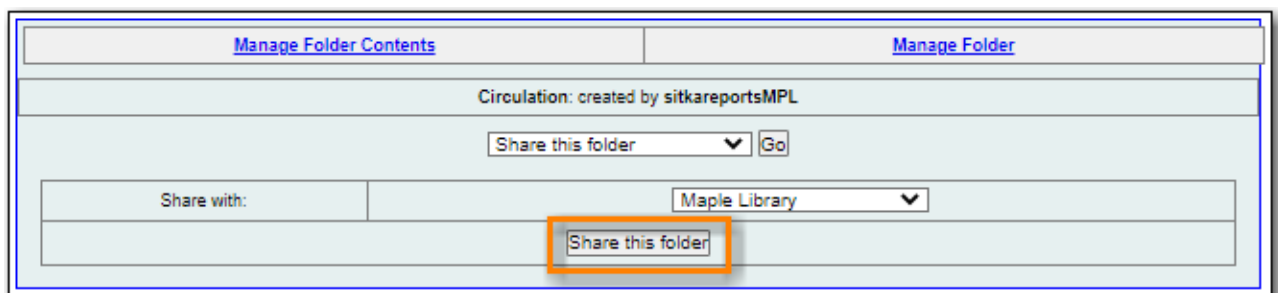 Manage Folder Contents Manage Folder
Circulation: created by sitkareportsMPL
Share this folder Go
Share with: Maple Library
Share this folder